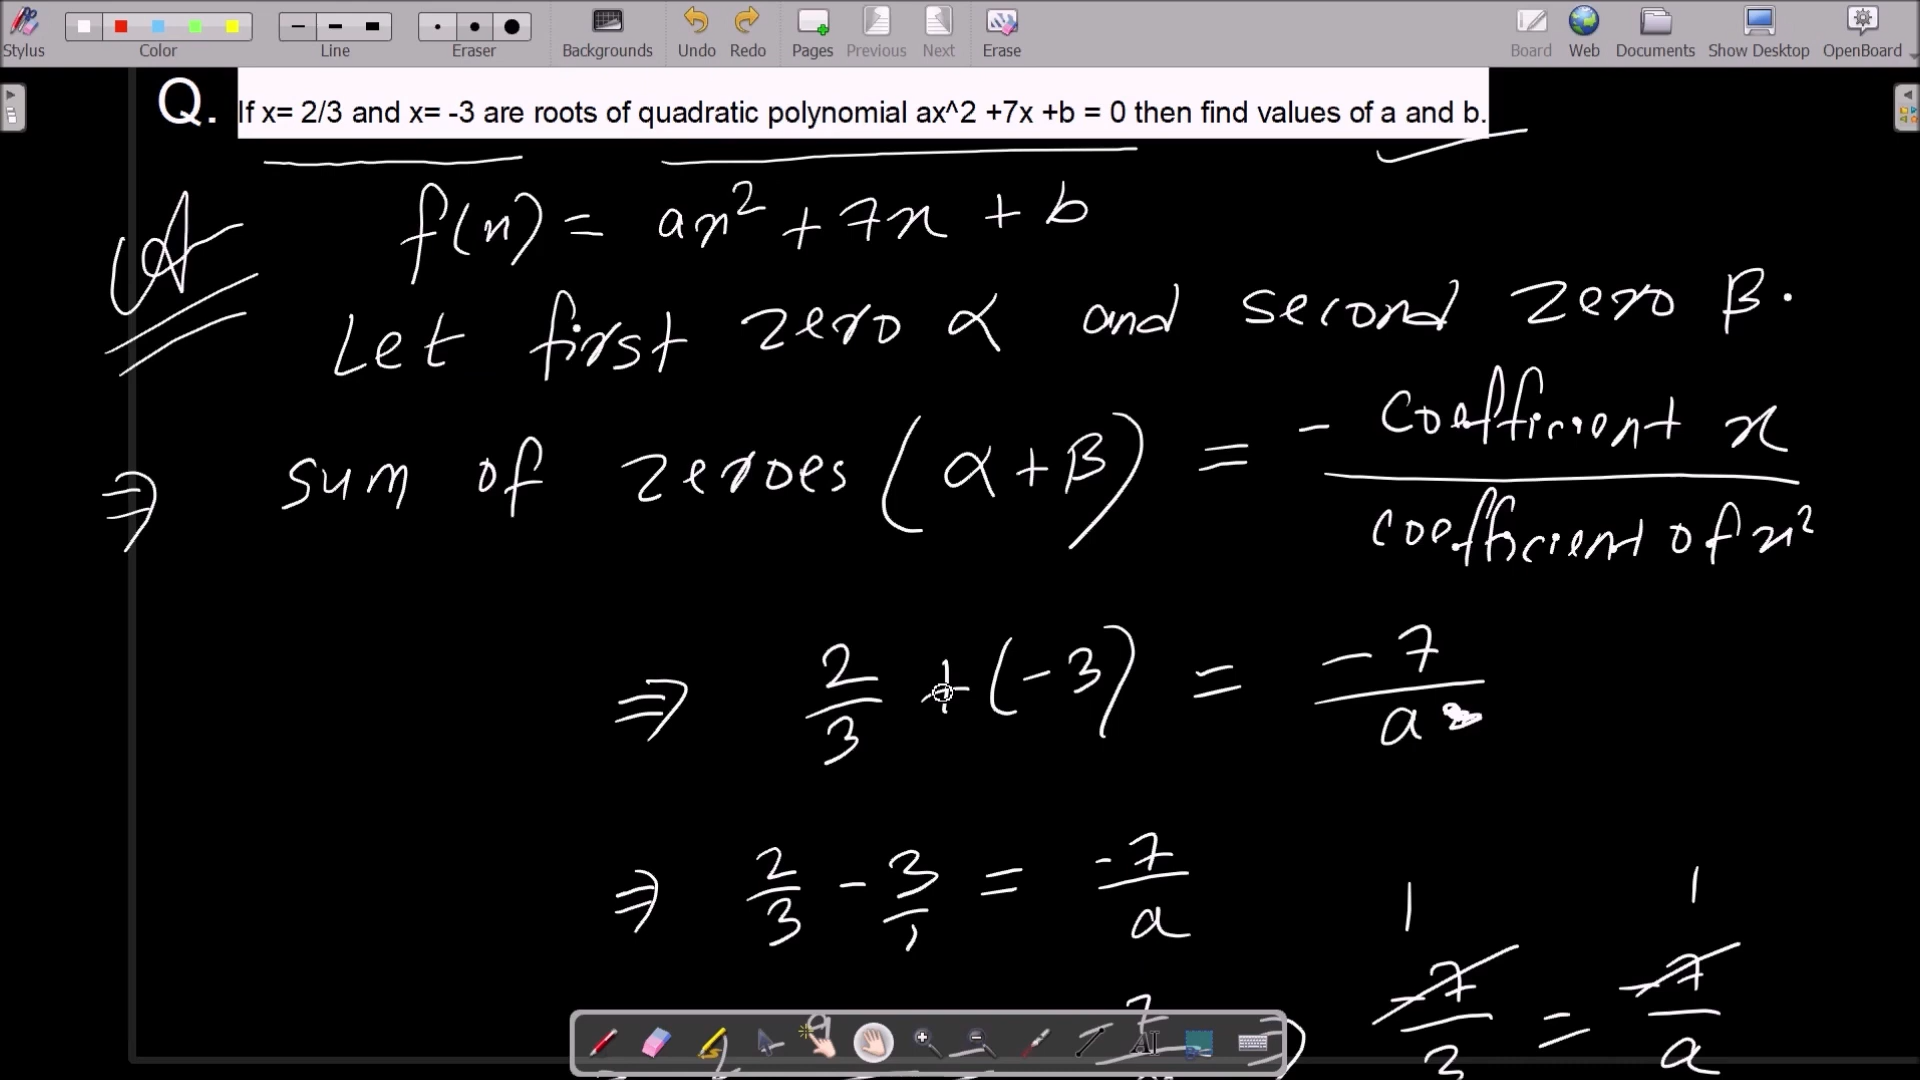 Stylus Color Line Eraser Backgrounds Undo Redo Pages Previous Next Erase Board Web Documents Show Desktop OpenBoard
Q. If x= 2/3 and x= -3 are roots of quadratic polynomial ax^2 +7x +b = 0 then find values of a and b.
f(x) = ax² + 7x + b
Let first zero α and second zero β.
⇒ sum of zeroes (α + β) = - coefficient x / coefficient of x²
⇒ 2/3 + (-3) = -7/a
⇒ 2/3 - 3/1 = -7/a
1 1
-7/3 = -7/a